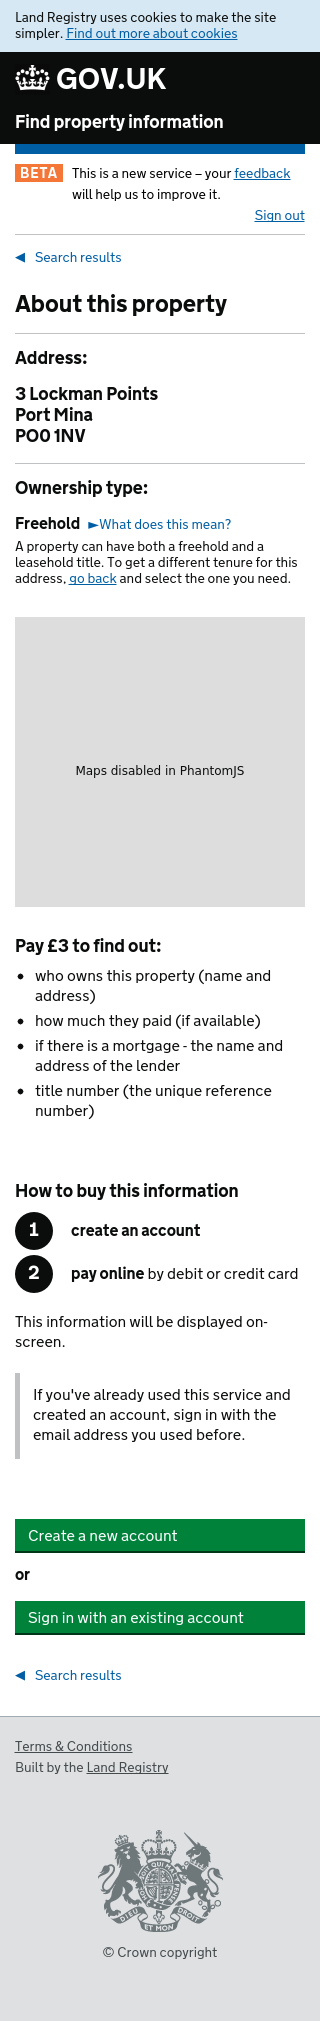 Land Registry uses cookies to make the site
simpler. Find out more about cookies
GOV.UK
Find property information
BETA This is a new service – your feedback
will help us to improve it.
Sign out
◀ Search results
About this property
Address:
3 Lockman Points
Port Mina
PO0 1NV
Ownership type:
Freehold ►What does this mean?
A property can have both a freehold and a
leasehold title. To get a different tenure for this
address, go back and select the one you need.
Maps disabled in PhantomJS
Pay £3 to find out:
• who owns this property (name and
address)
• how much they paid (if available)
• if there is a mortgage - the name and
address of the lender
• title number (the unique reference
number)
How to buy this information
1 create an account
2 pay online by debit or credit card
This information will be displayed on-
screen.
If you've already used this service and
created an account, sign in with the
email address you used before.
Create a new account
or
Sign in with an existing account
◀ Search results
Terms & Conditions
Built by the Land Registry
DIEU ET MON
© Crown copyright